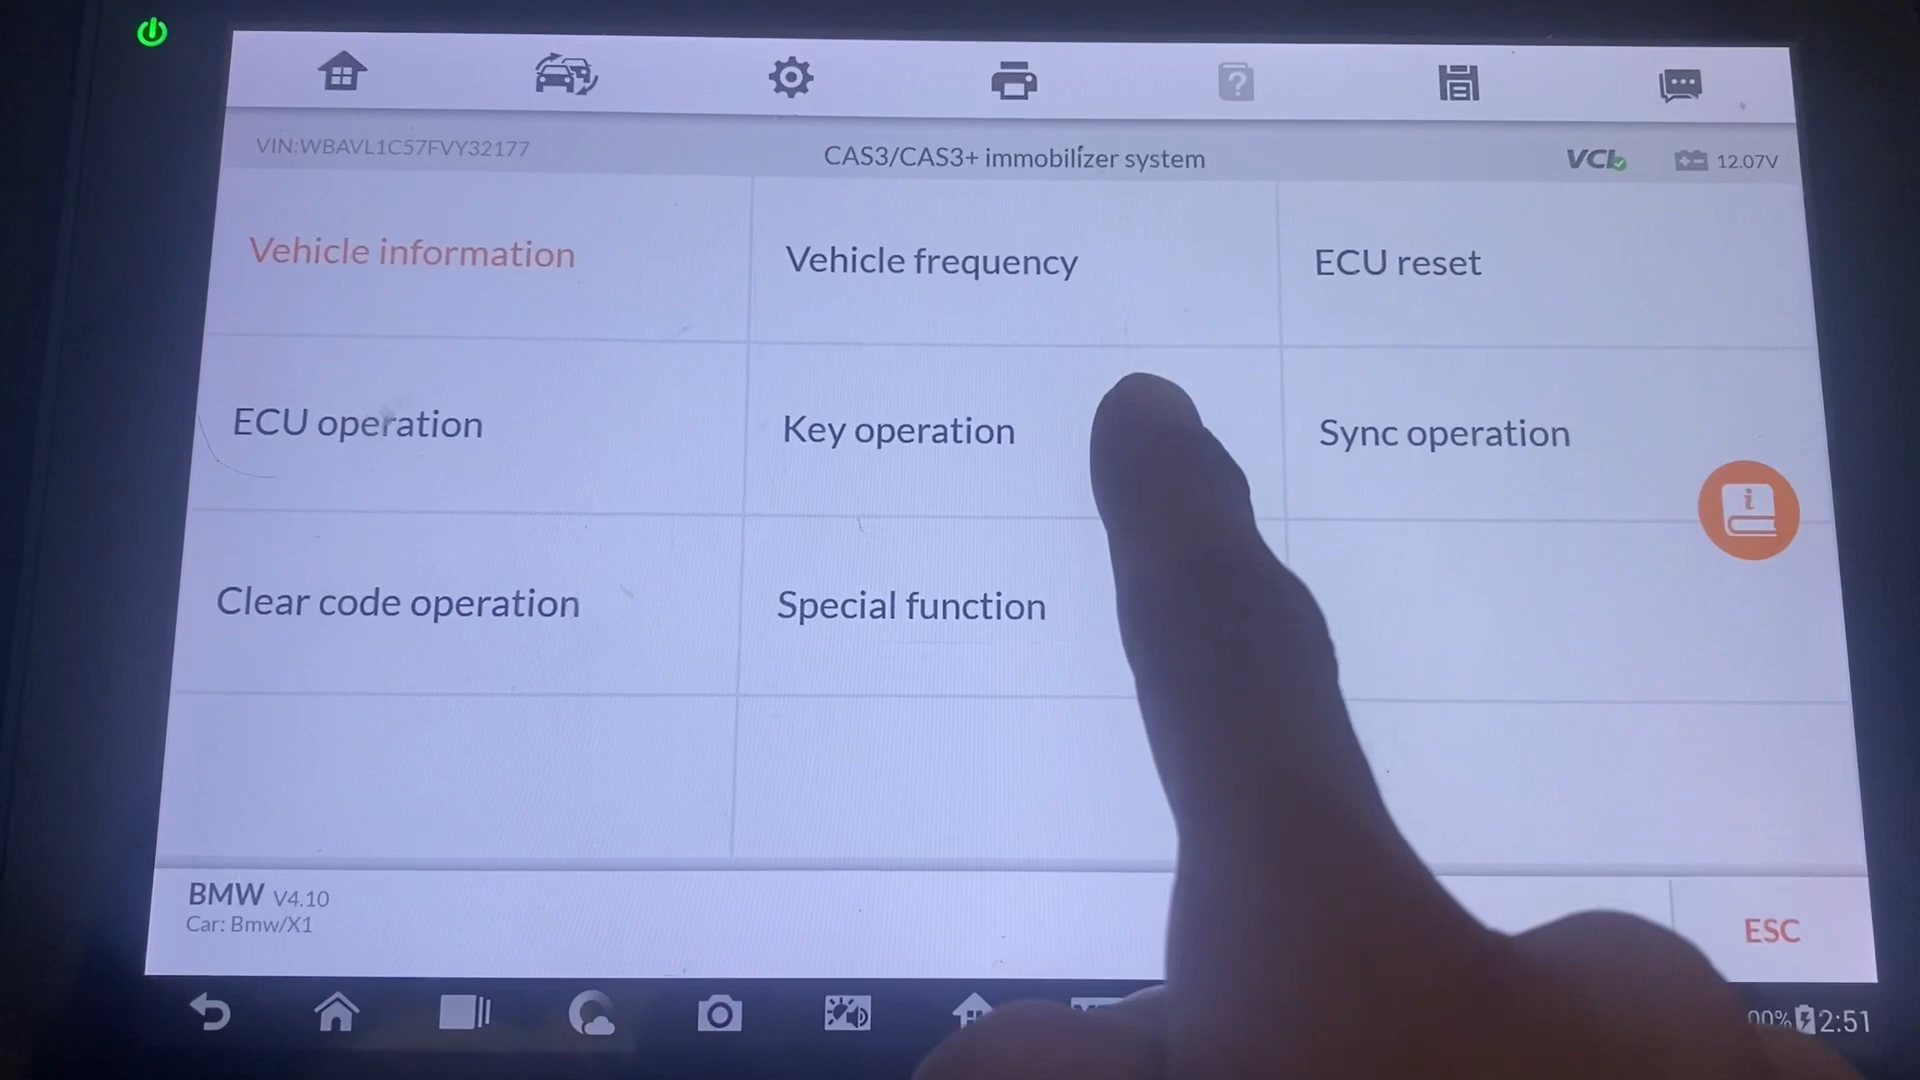 VIN:WBAVL1C57FVY32177
CAS3/CAS3+ immobilizer system
VCI
12.07V
Vehicle information
Vehicle frequency
ECU reset
ECU operation
Key operation
Sync operation
Clear code operation
Special function
BMW V4.10
Car: Bmw/X1
ESC
00% 2:51